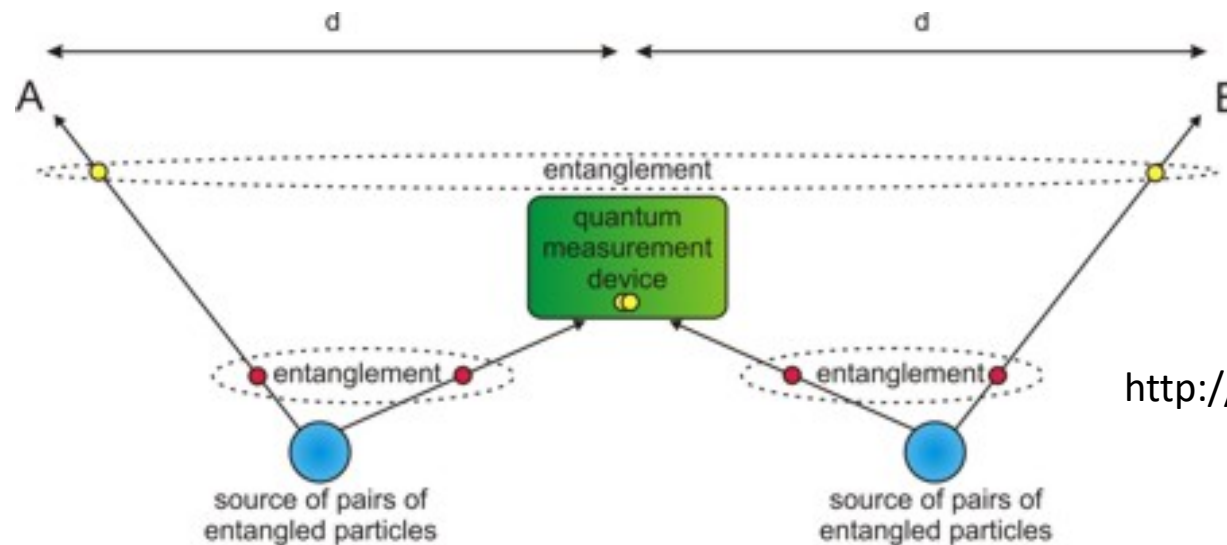 d
d
A
entanglement
quantum
measurement
device
entanglement
entanglement
http:/
source of pairs of
entangled particles
source of pairs of
entangled particles